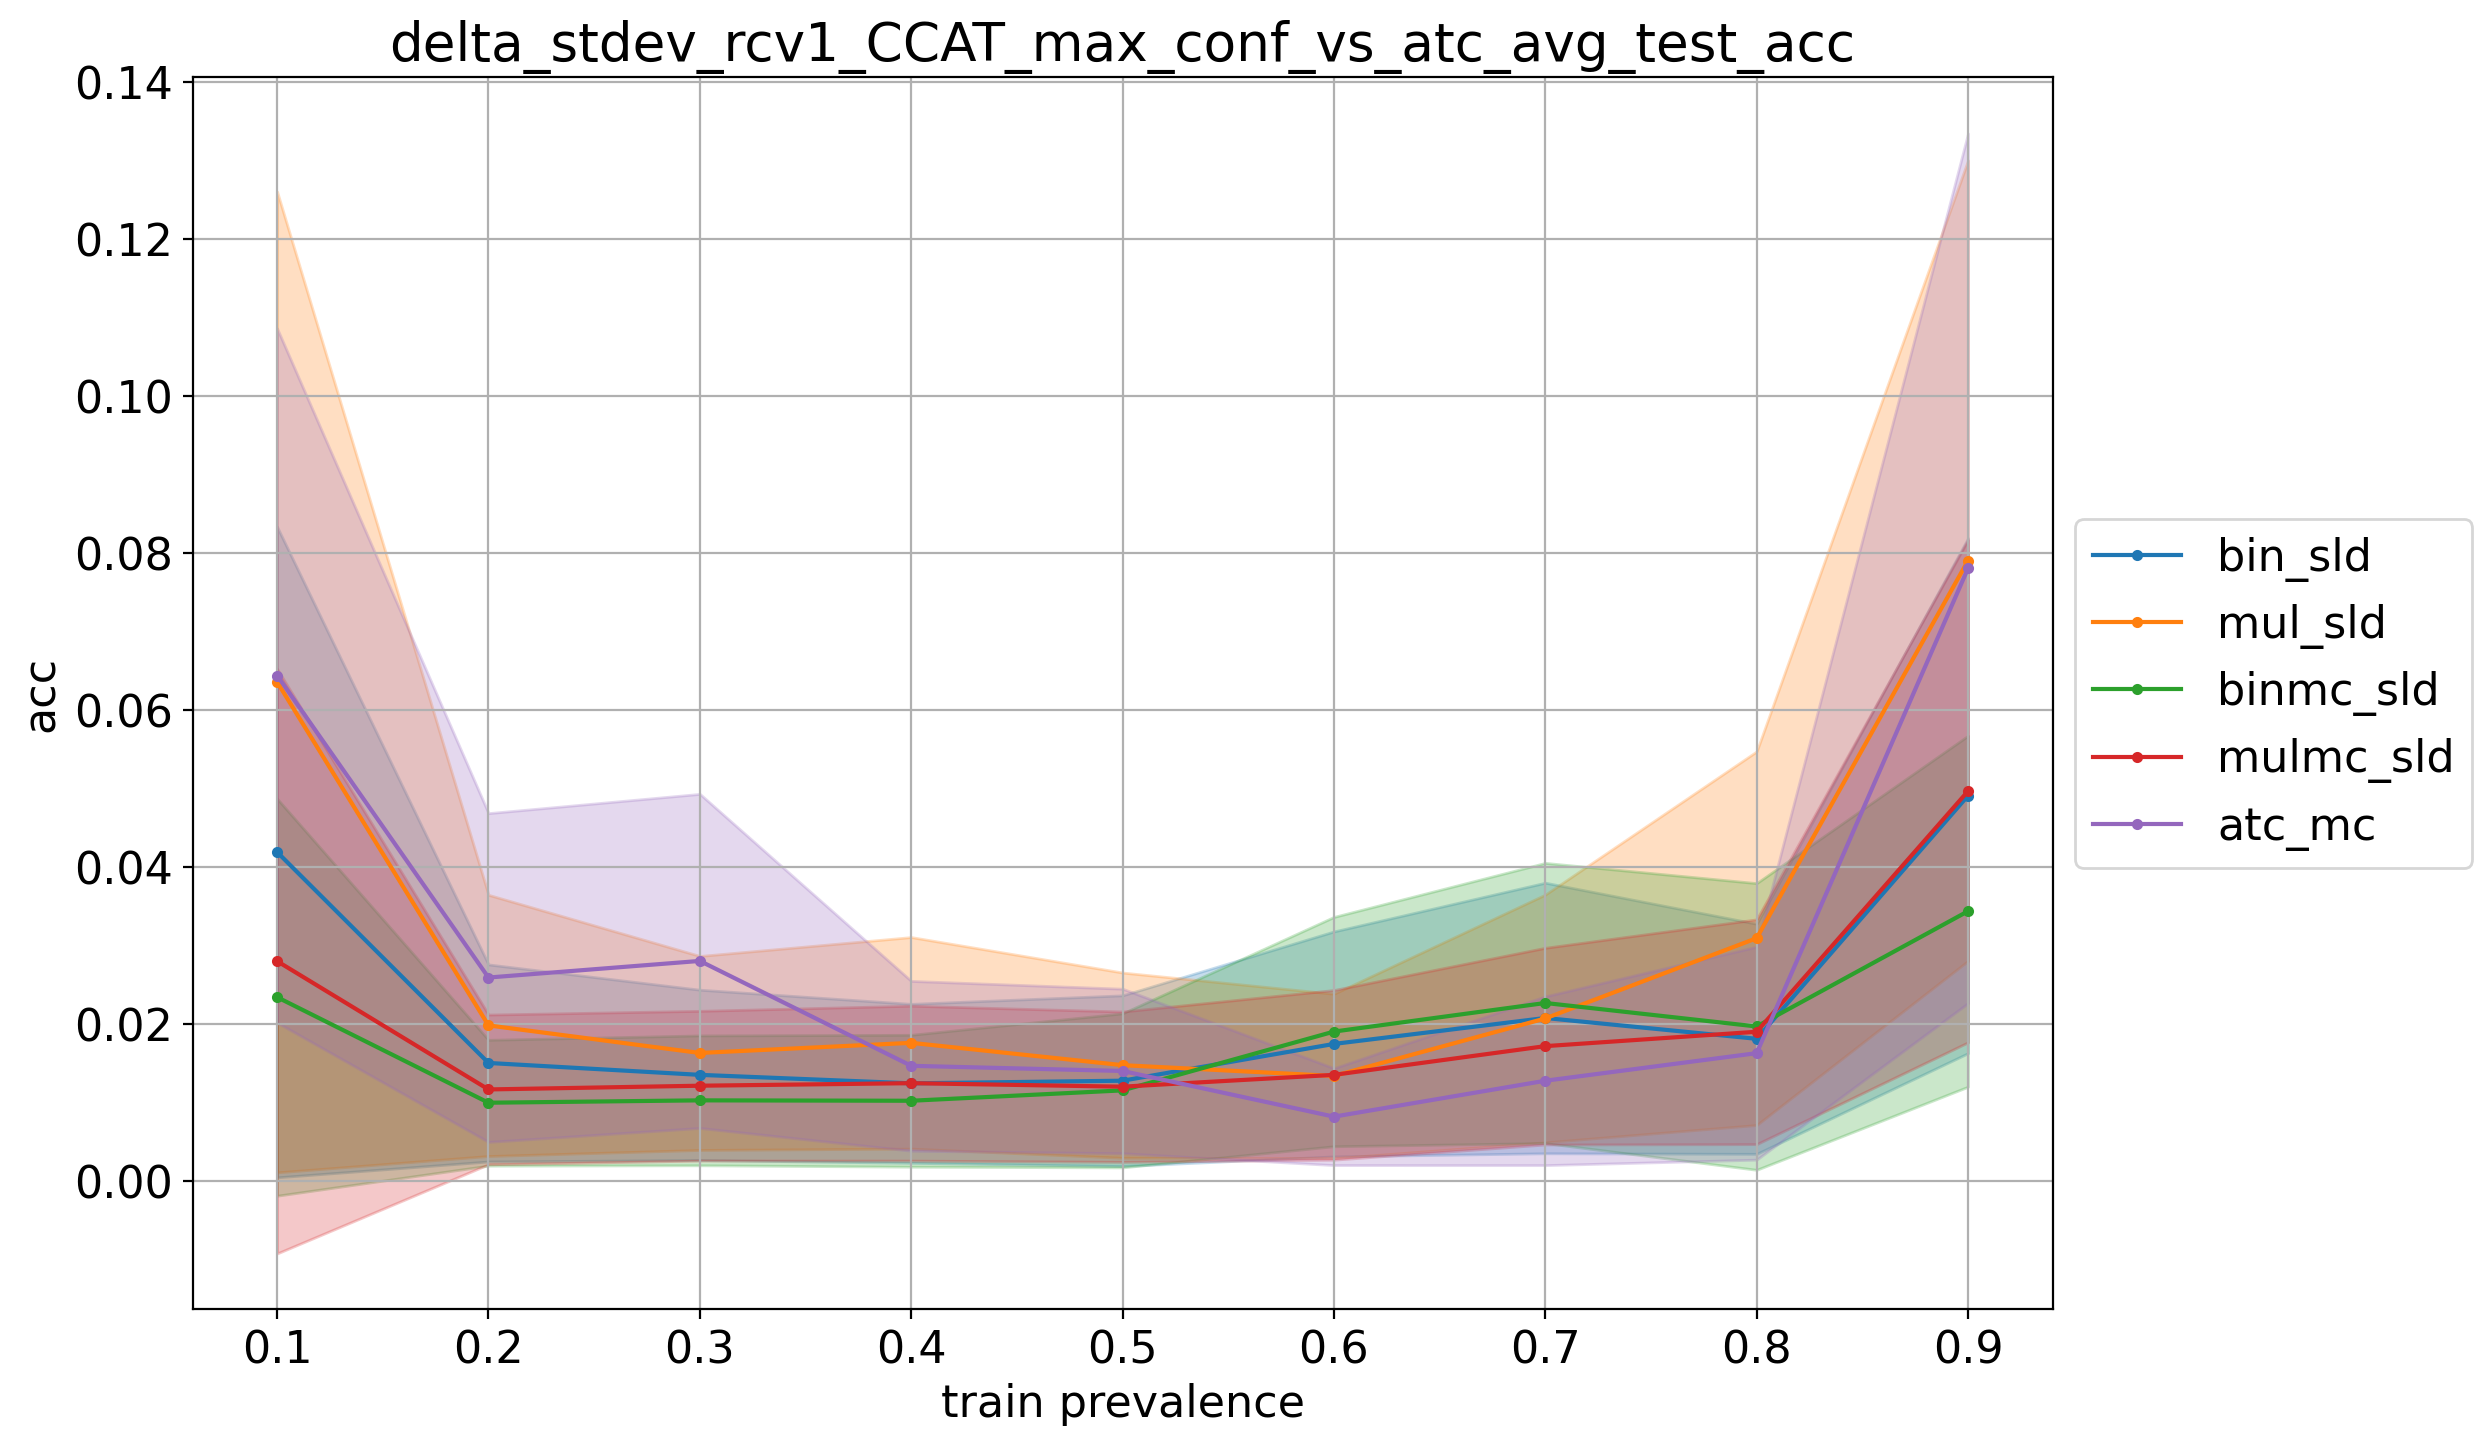 delta_stdev_rcv1_CCAT_max_conf_vs_atc_avg_test_acc
0.14
0.12
0.10
0.08
0.06
0.04
0.02
0.00
acc
0.1 0.2 0.3 0.4 0.5 0.6 0.7 0.8 0.9
train prevalence
bin_sld
mul_sld
binmc_sld
mulmc_sld
atc_mc